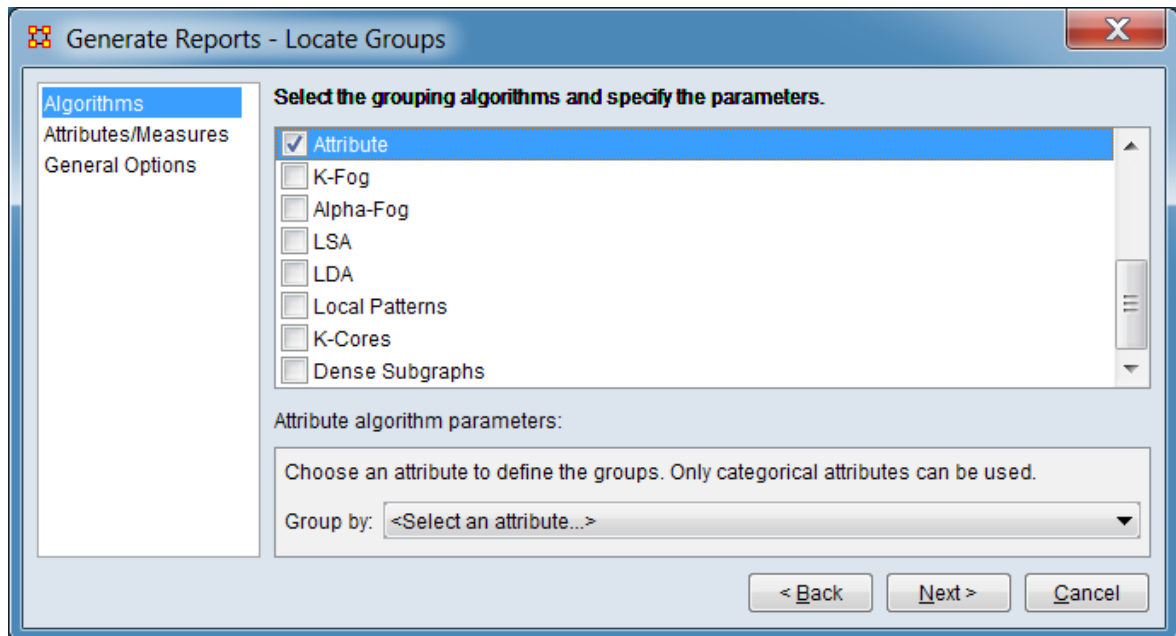 Generate Reports - Locate Groups
Algorithms
Attributes/Measures
General Options
Select the grouping algorithms and specify the parameters.
Attribute
K-Fog
Alpha-Fog
LSA
LDA
Local Patterns
K-Cores
Dense Subgraphs
Attribute algorithm parameters:
Choose an attribute to define the groups. Only categorical attributes can be used.
Group by: <Select an attribute...>
< Back Next > Cancel